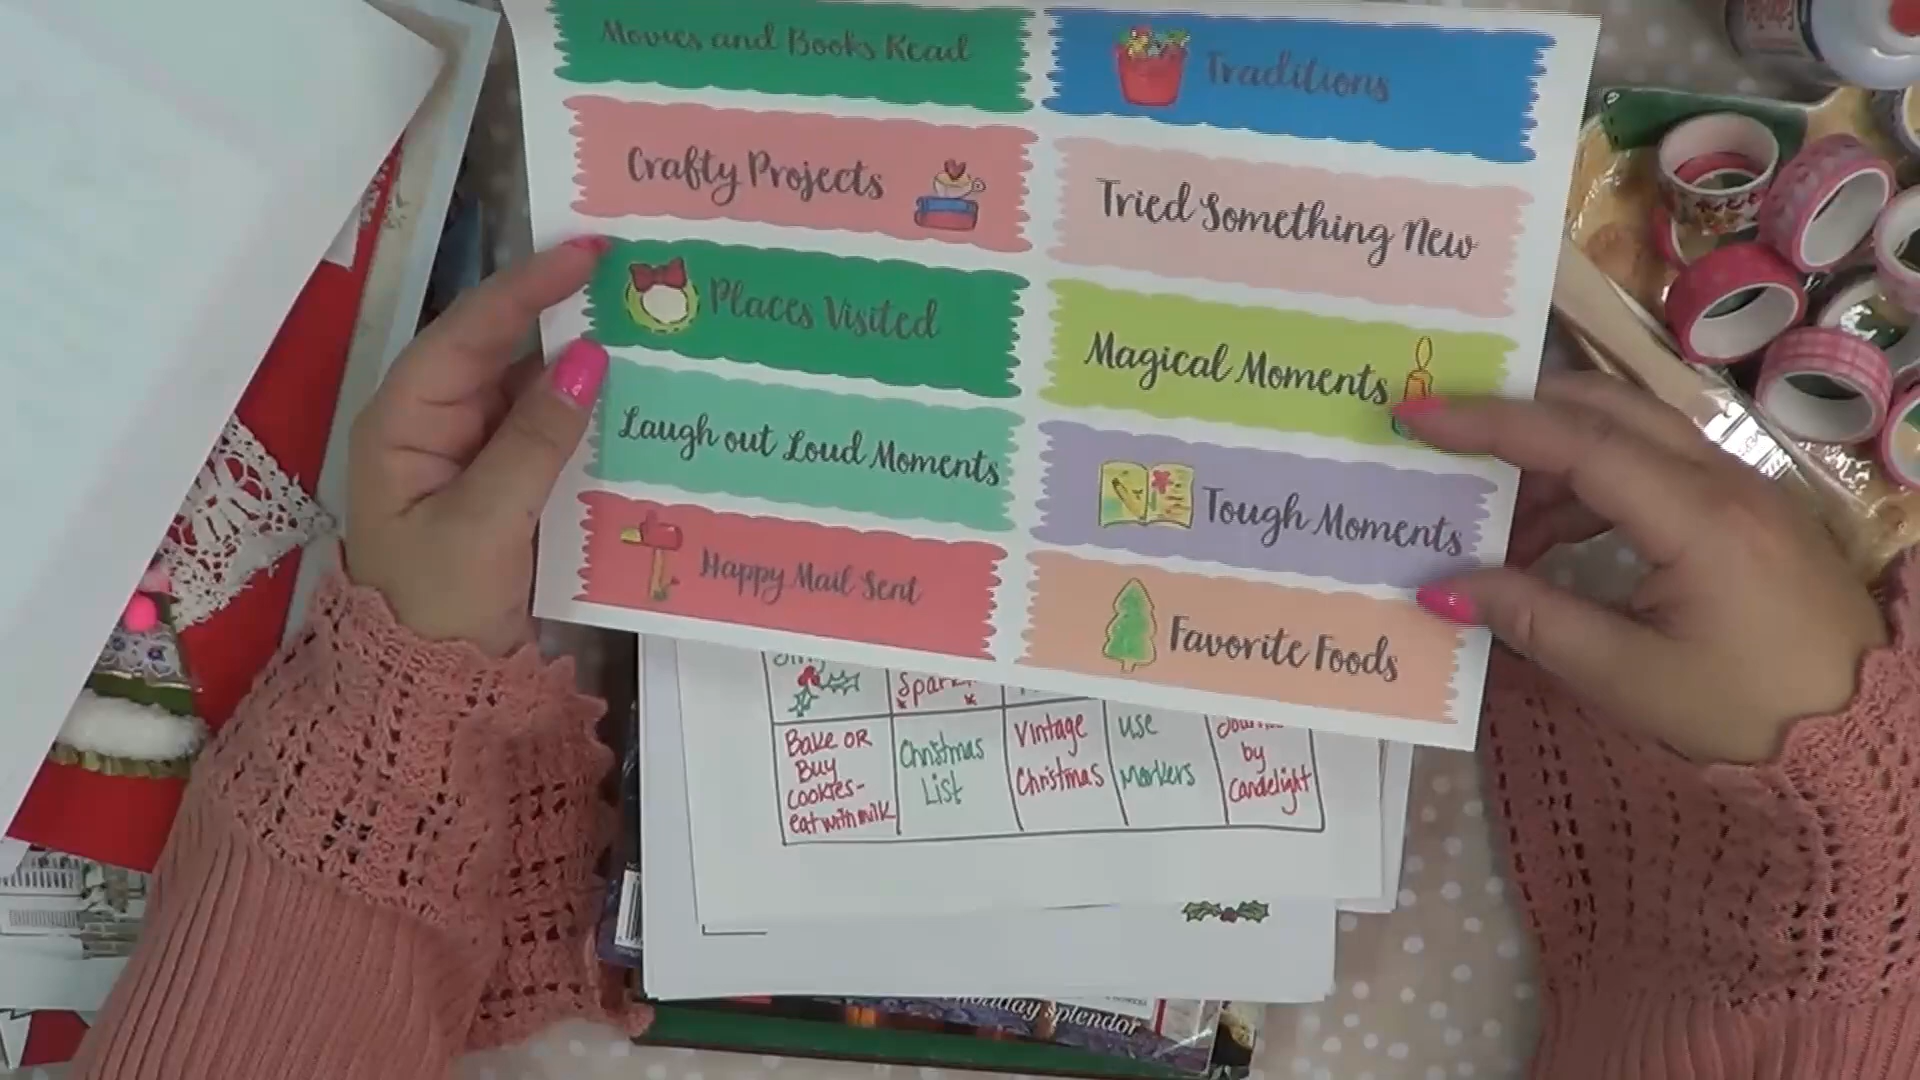 Movies and Books Read
Traditions
Crafty Projects
Tried Something New
Places Visited
Magical Moments
Laugh out Loud Moments
Tough Moments
Happy Mail Sent
Favorite Foods
Bake OR
Buy
Cookies-
eat with milk
Christmas
List
Vintage
Christmas
Use
Markers
by
Candlelight
splendor